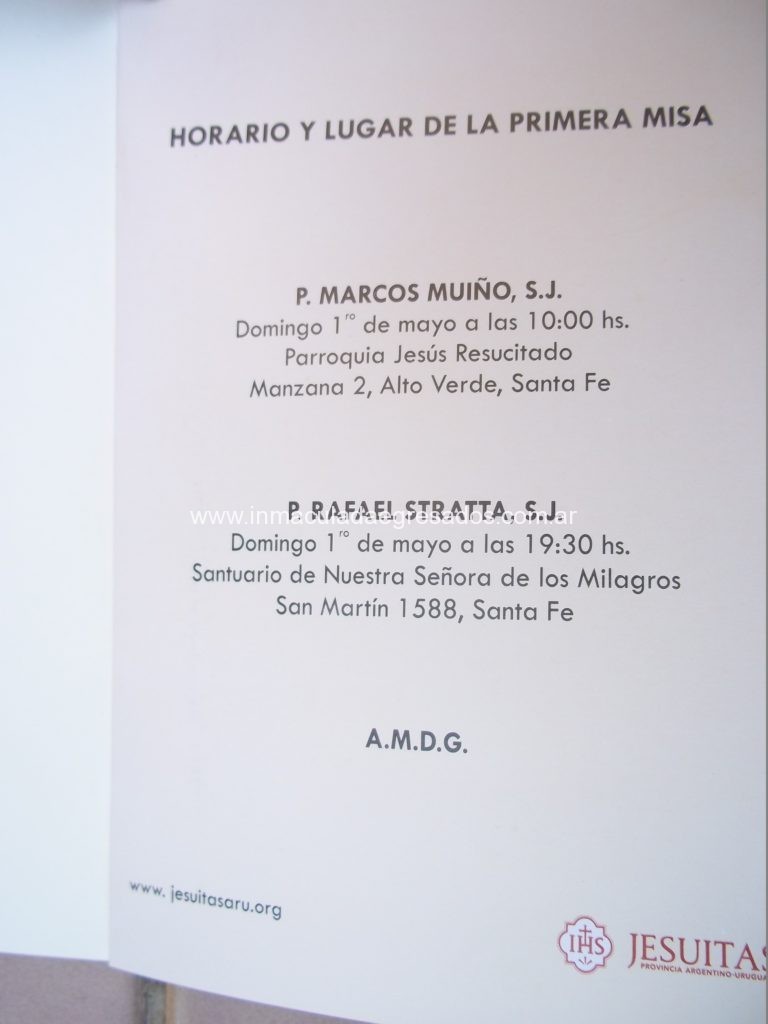 HORARIO Y LUGAR DE LA PRIMERA MISA
P. MARCOS MUIÑO, S.J.
Domingo 1ro de mayo a las 10:00 hs.
Parroquia Jesús Resucitado
Manzana 2, Alto Verde, Santa Fe
P. RAFAEL STRATTA, S.J.
www.inmaculadaegresados.com.ar
Domingo 1ro de mayo a las 19:30 hs.
Santuario de Nuestra Señora de los Milagros
San Martín 1588, Santa Fe
A.M.D.G.
www. jesuitasaru.org
IHS
JESUITAS
PROVINCIA ARGENTINO-URUGUA